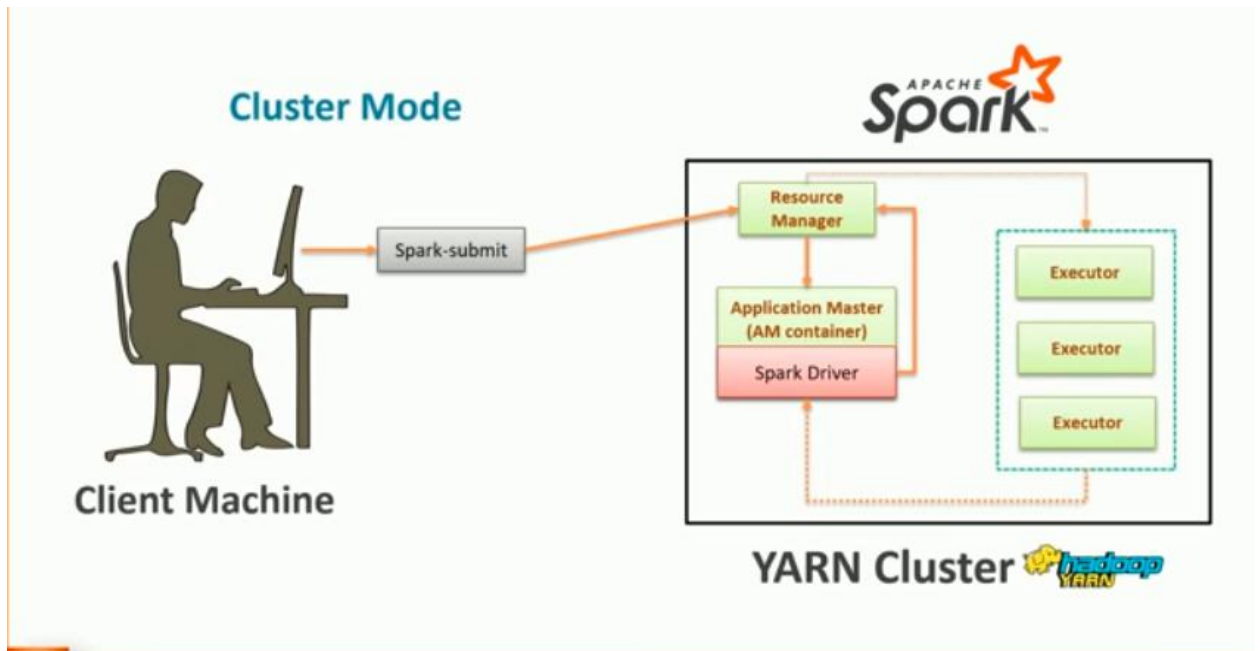 Cluster Mode
APACHE
Spark
TM
Resource
Manager
Spark-submit
Executor
Application Master
(AM container)
Executor
Spark Driver
Executor
Client Machine
YARN Cluster
hadoop
YARN